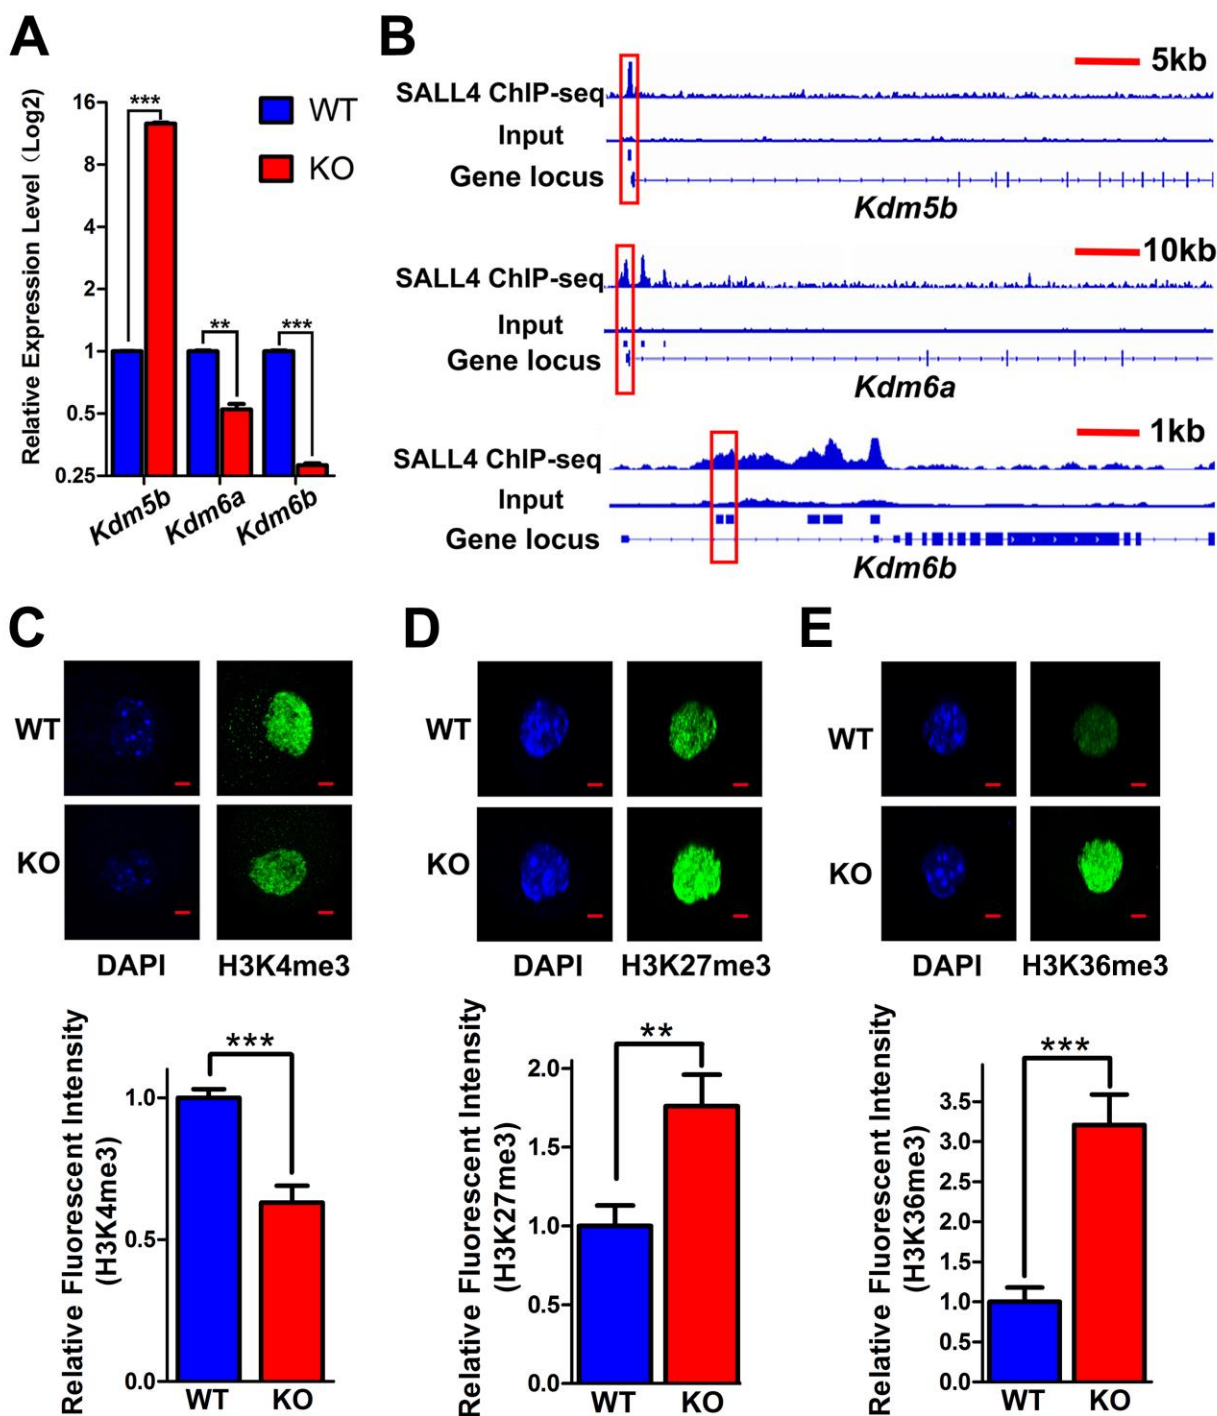 A
Relative Expression Level (Log2)
16
8
4
2
1
0.5
0.25
***
**
***
WT
KO
Kdm5b
Kdm6a
Kdm6b
B
5kb
SALL4 ChIP-seq
Input
Gene locus
Kdm5b
10kb
SALL4 ChIP-seq
Input
Gene locus
Kdm6a
1kb
SALL4 ChIP-seq
Input
Gene locus
Kdm6b
C
WT
KO
DAPI
H3K4me3
Relative Fluorescent Intensity
(H3K4me3)
***
1.0
0.5
0.0
WT
KO
D
WT
KO
DAPI
H3K27me3
Relative Fluorescent Intensity
(H3K27me3)
**
2.0
1.5
1.0
0.5
0.0
WT
KO
E
WT
KO
DAPI
H3K36me3
Relative Fluorescent Intensity
(H3K36me3)
***
3.5
3.0
2.5
2.0
1.5
1.0
0.5
0.0
WT
KO